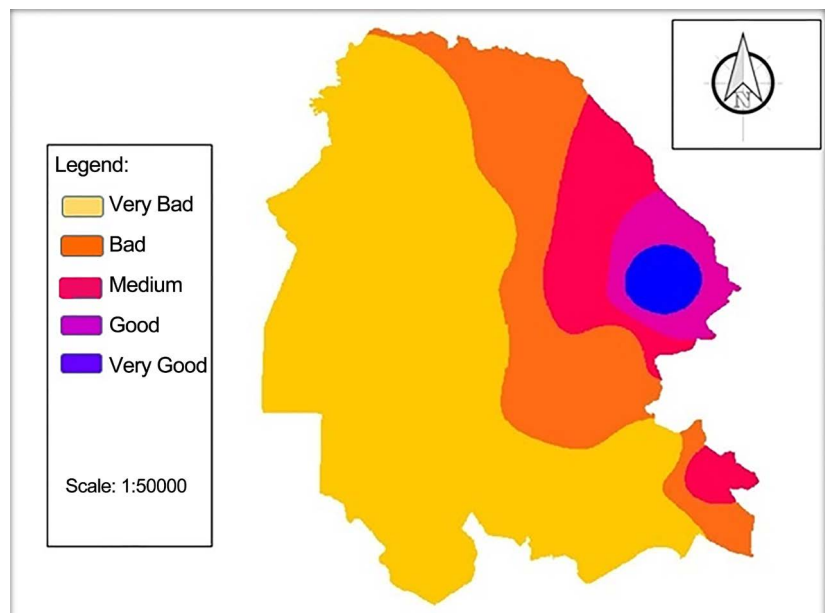 N
Legend:
Very Bad
Bad
Medium
Good
Very Good
Scale: 1:50000